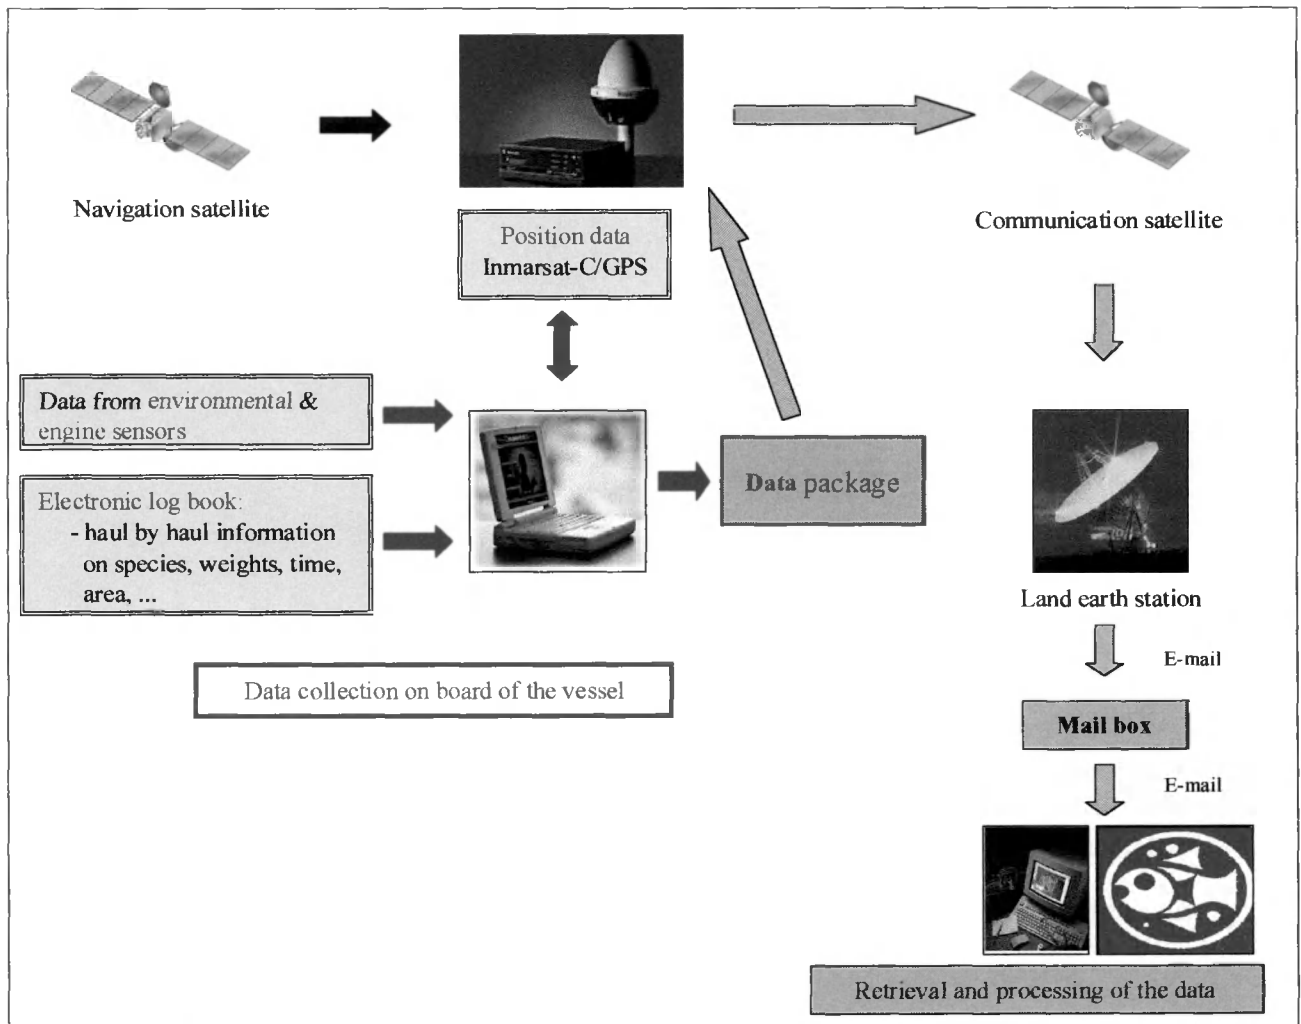 Navigation satellite
Position data
Inmarsat-C/GPS
Communication satellite
Data from environmental &
engine sensors
Electronic log book:
- haul by haul information
on species, weights, time,
area, ...
Data package
Land earth station
Data collection on board of the vessel
E-mail
Mail box
E-mail
Retrieval and processing of the data